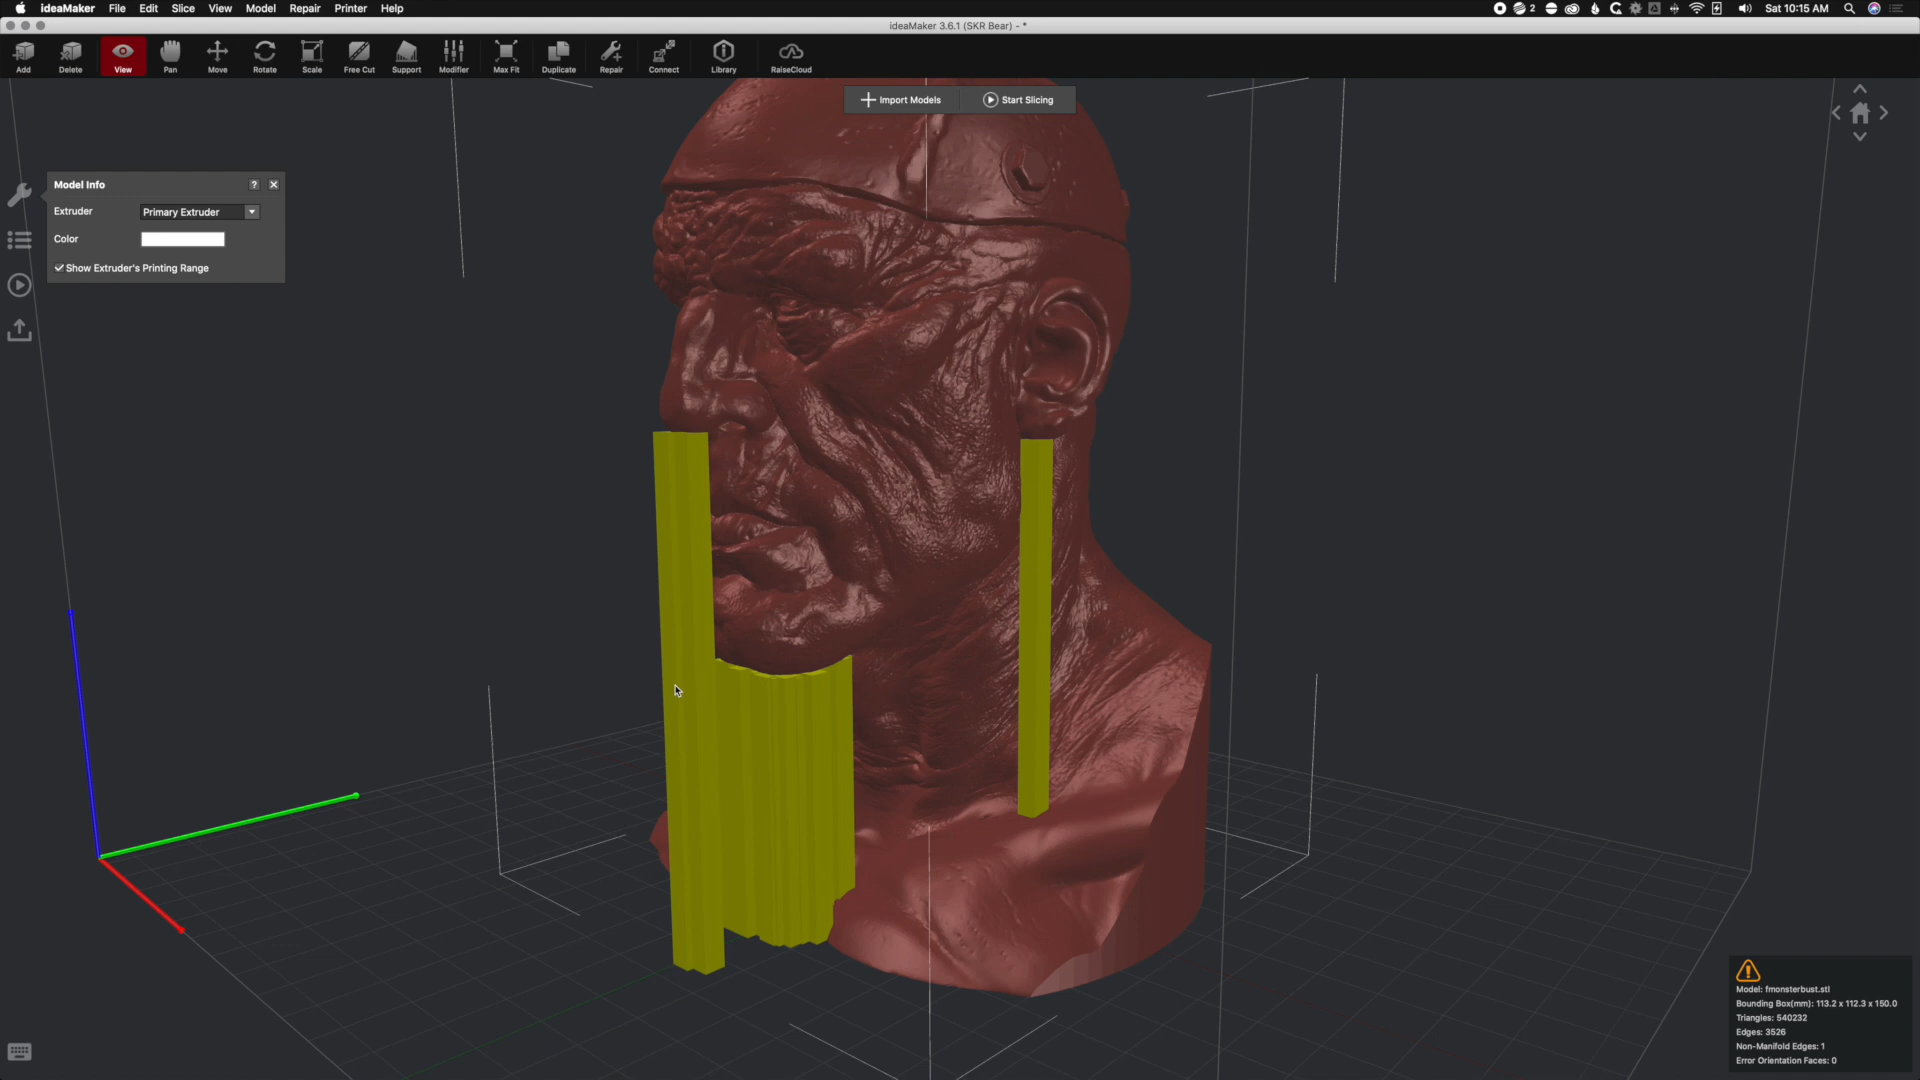 ideaMaker File Edit Slice View Model Repair Printer Help
2 Sat 10:15 AM
ideaMaker 3.6.1 (SKR Bear) - *
Add Delete View Pan Move Rotate Scale Free Cut Support Modifier Max Fit Duplicate Repair Connect Library RaiseCloud
Import Models Start Slicing
Model Info ?
Extruder Primary Extruder
Color
Show Extruder's Printing Range
Model: fmonsterbust.stl
Bounding Box(mm): 113.2 x 112.3 x 150.0
Triangles: 540232
Edges: 3526
Non-Manifold Edges: 1
Error Orientation Faces: 0